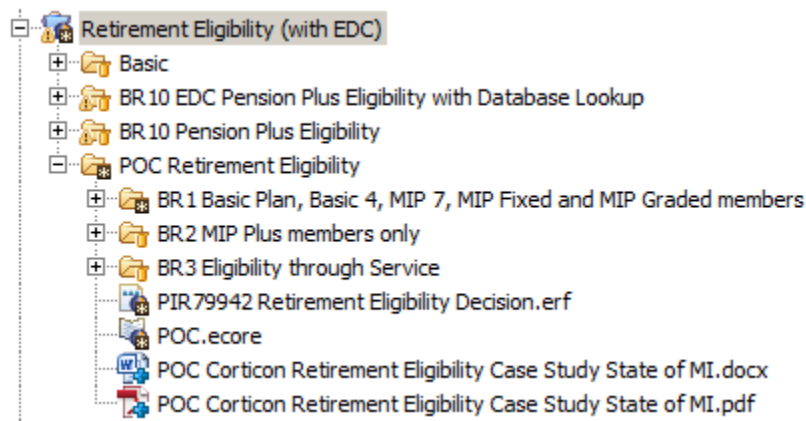 Retirement Eligibility (with EDC)
Basic
BR10 EDC Pension Plus Eligibility with Database Lookup
BR10 Pension Plus Eligibility
POC Retirement Eligibility
BR1 Basic Plan, Basic 4, MIP 7, MIP Fixed and MIP Graded members
BR2 MIP Plus members only
BR3 Eligibility through Service
PIR79942 Retirement Eligibility Decision.erf
POC.ecore
POC Corticon Retirement Eligibility Case Study State of MI.docx
POC Corticon Retirement Eligibility Case Study State of MI.pdf